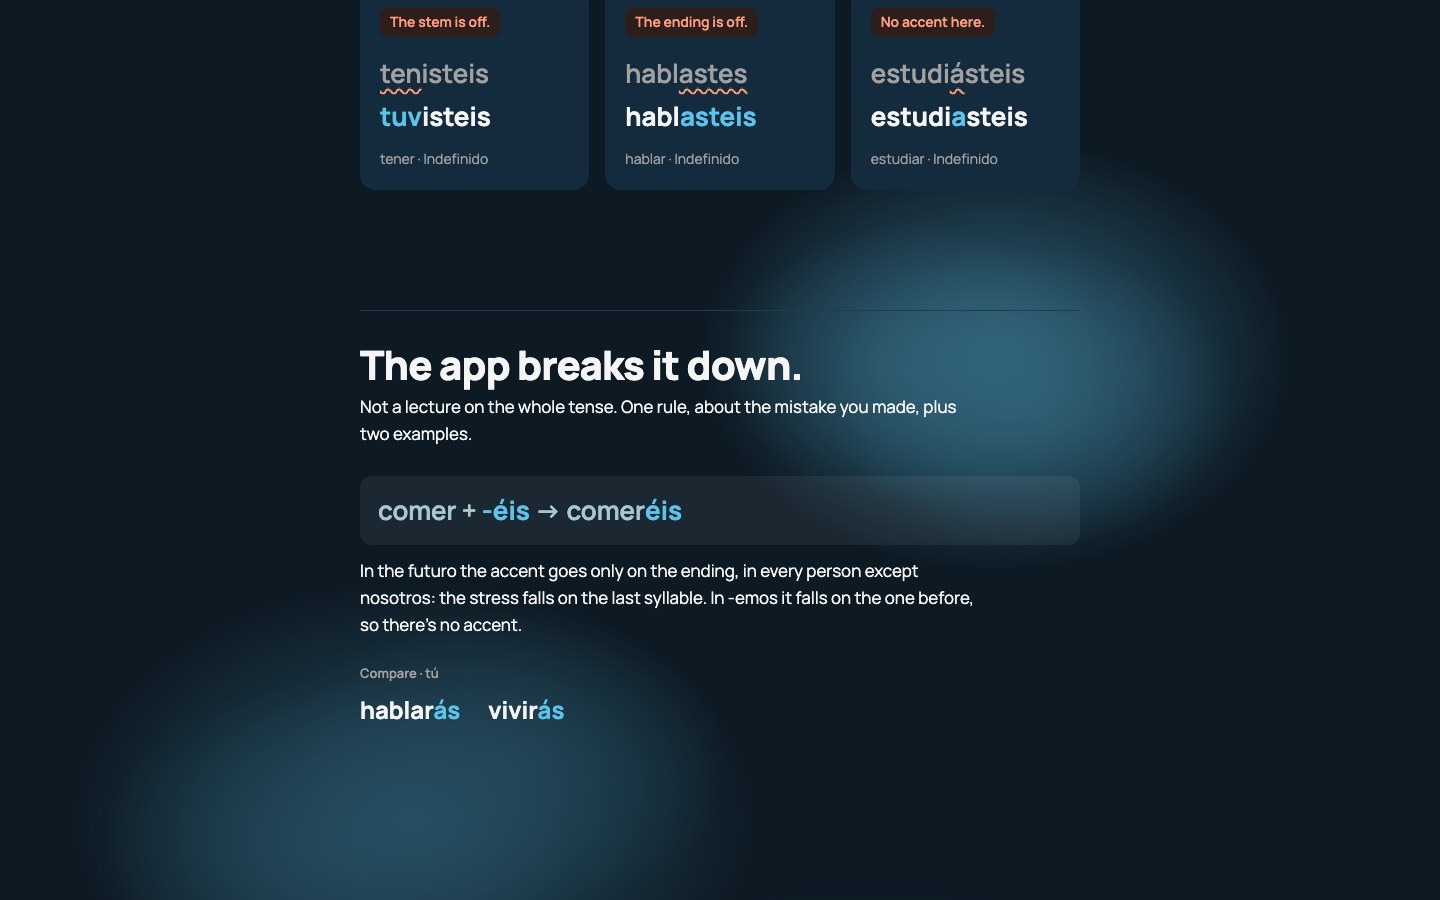 The stem is off.
The ending is off.
No accent here.
tenisteis
hablastes
estudiásteis
tuvisteis
hablasteis
estudiasteis
tener · Indefinido
hablar · Indefinido
estudiar · Indefinido
The app breaks it down.
Not a lecture on the whole tense. One rule, about the mistake you made, plus
two examples.
comer + -éis → comeréis
In the futuro the accent goes only on the ending, in every person except
nosotros: the stress falls on the last syllable. In -emos it falls on the one before,
so there's no accent.
Compare · tú
hablarás vivirás